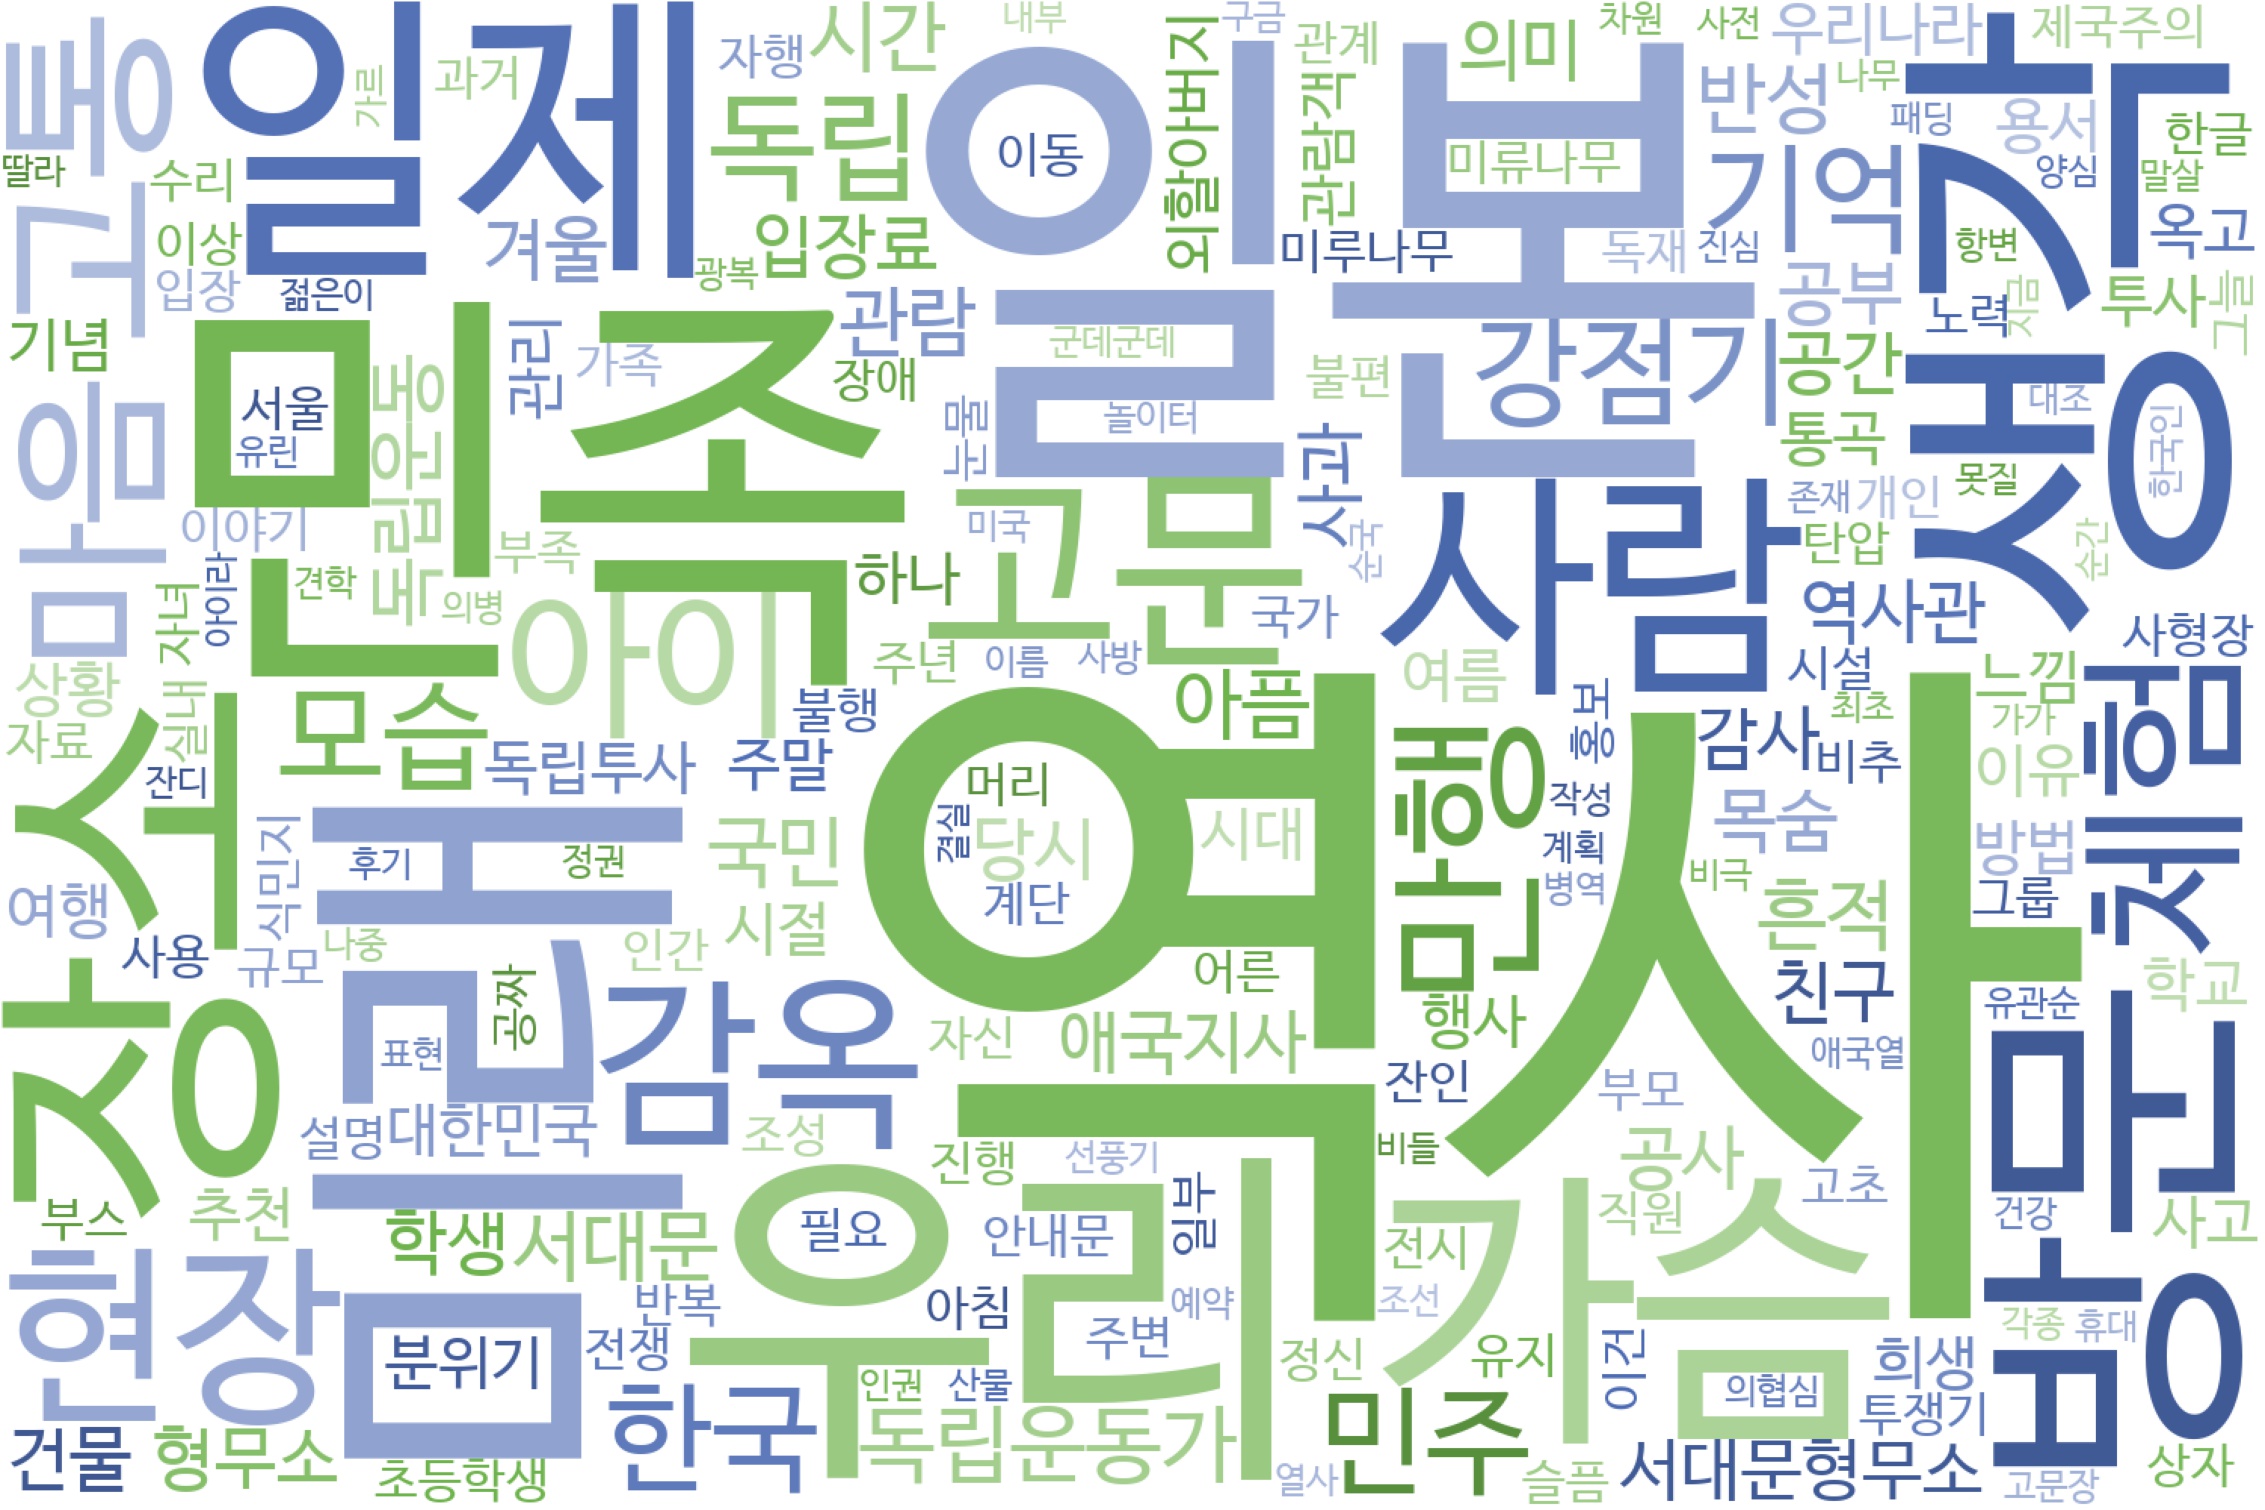 고통
일제
일본
생각
가르
과거
자행
시간
내부
구금
관계
의미
차원
사전
우리나라
제국주의
딸라
수리
독립
이동
외할아버지
관람객
미류나무
반성
나무
패딩
용서
한글
양심
말살
이상
입장
젊은이
겨울
광복
입장료
미루나무
독재
진심
기억
항변
옥고
기념
민족
서울
유린
독립운동
관리
가족
관람
장애
군데군데
놀이터
눈물
불편
강점기
공부
공간
노력
지금
투사
그들
대조
한국인
통곡
사과
마음
이야기
견학
의병
부족
하나
미국
고문
순국
사람
존재
개인
못질
탄압
순간
자녀
아이라
아이
주년
이름
사방
국가
역사관
사형장
상황
자료
실내
잔디
모습
불행
독립투사
주말
아픔
여름
홍보
감사
시설
비추
느낌
최초
가가
이유
체험
장소
여행
사용
식민지
규모
나중
후기
정권
대한
국민
시절
인간
머리
결실
당시
계단
시대
역사
만행
작성
계획
병역
목숨
비극
흔적
방법
그룹
친구
유관순
학교
표현
공짜
감옥
자신
어른
애국지사
행사
잔인
애국열
설명
대한민국
조성
진행
선풍기
일부
비들
부모
공사
고초
방문
부스
추천
학생
서대문
필요
우리
안내문
전시
직원
가슴
건강
사고
현장
분위기
반복
전쟁
아침
주변
예약
조선
정신
유지
이건
희생
각종
휴대
의협심
투쟁기
건물
형무소
초등학생
한국
인권
산물
독립운동가
열사
민주
슬픔
서대문형무소
고문장
상자